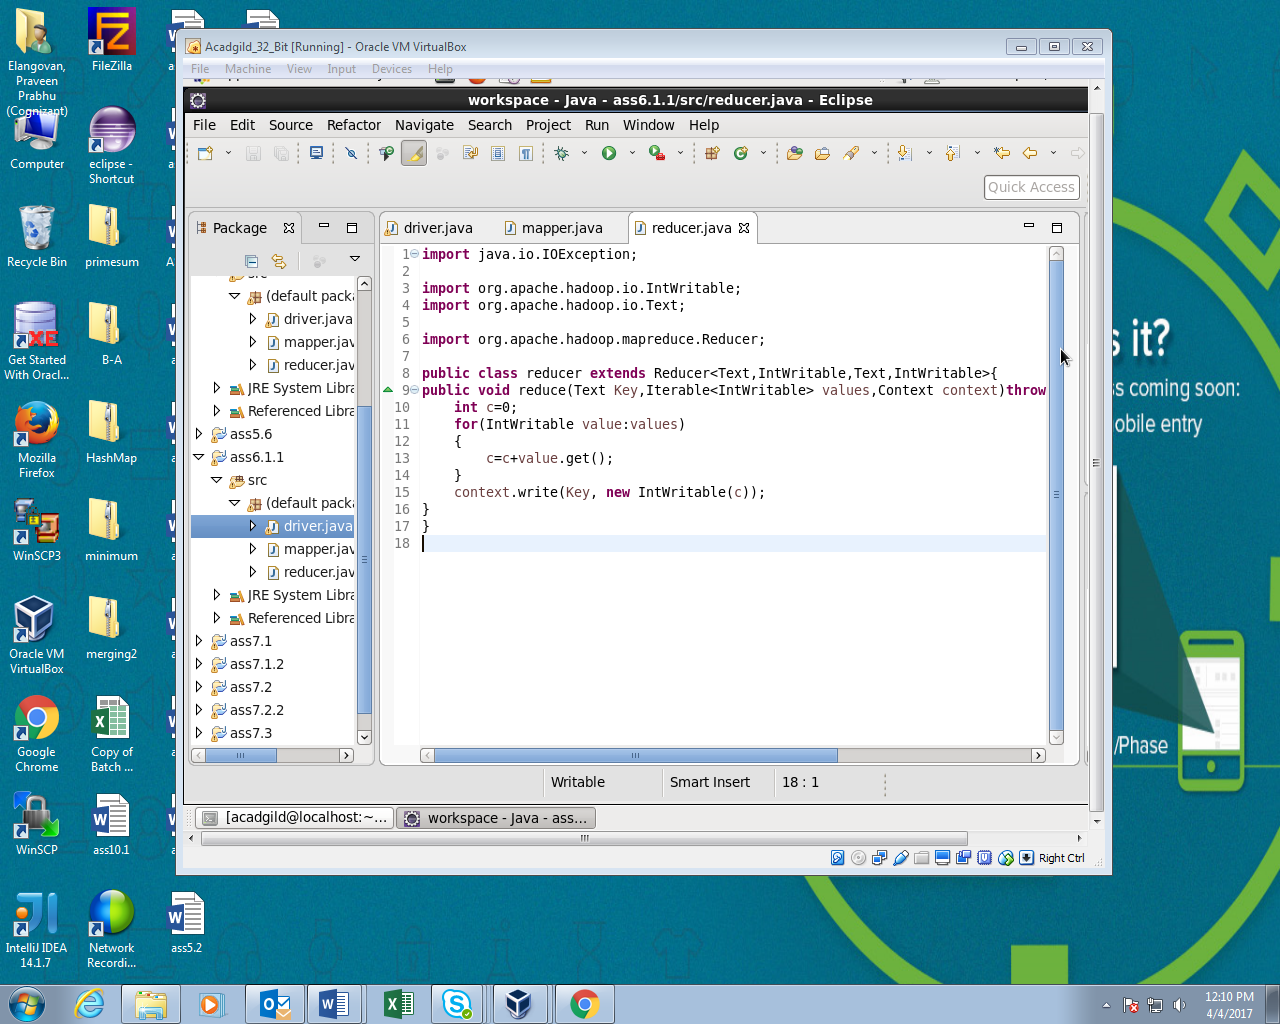 Elangovan,
Praveen
Prabhu
(Cognizant)
FileZilla
Computer
eclipse -
Shortcut
Recycle Bin
primesum
Get Started
With Oracl...
B-A
Mozilla
Firefox
HashMap
WinSCP3
minimum
Oracle VM
VirtualBox
merging2
Google
Chrome
Copy of
Batch ...
WinSCP
ass10.1
IntelliJ IDEA
14.1.7
Network
Recordi...
ass5.2
Acadgild_32_Bit [Running] - Oracle VM VirtualBox
File Machine View Input Devices Help
workspace - Java - ass6.1.1/src/reducer.java - Eclipse
File Edit Source Refactor Navigate Search Project Run Window Help
Quick Access
Package
driver.java mapper.java reducer.java
src
(default packa
driver.java
mapper.jav
reducer.jav
JRE System Libra
Referenced Libra
ass5.6
ass6.1.1
src
(default packa
driver.java
mapper.jav
reducer.jav
JRE System Libra
Referenced Libra
ass7.1
ass7.1.2
ass7.2
ass7.2.2
ass7.3
1 import java.io.IOException;
2
3 import org.apache.hadoop.io.IntWritable;
4 import org.apache.hadoop.io.Text;
5
6 import org.apache.hadoop.mapreduce.Reducer;
7
8 public class reducer extends Reducer<Text,IntWritable,Text,IntWritable>{
9 public void reduce(Text Key,Iterable<IntWritable> values,Context context)throw
10 int c=0;
11 for(IntWritable value:values)
12 {
13 c=c+value.get();
14 }
15 context.write(Key, new IntWritable(c));
16 }
17 }
18
Writable Smart Insert 18 : 1
[acadgild@localhost:~... workspace - Java - ass...
Right Ctrl
s it?
ss coming soon:
obile entry
/Phase
12:10 PM
4/4/2017